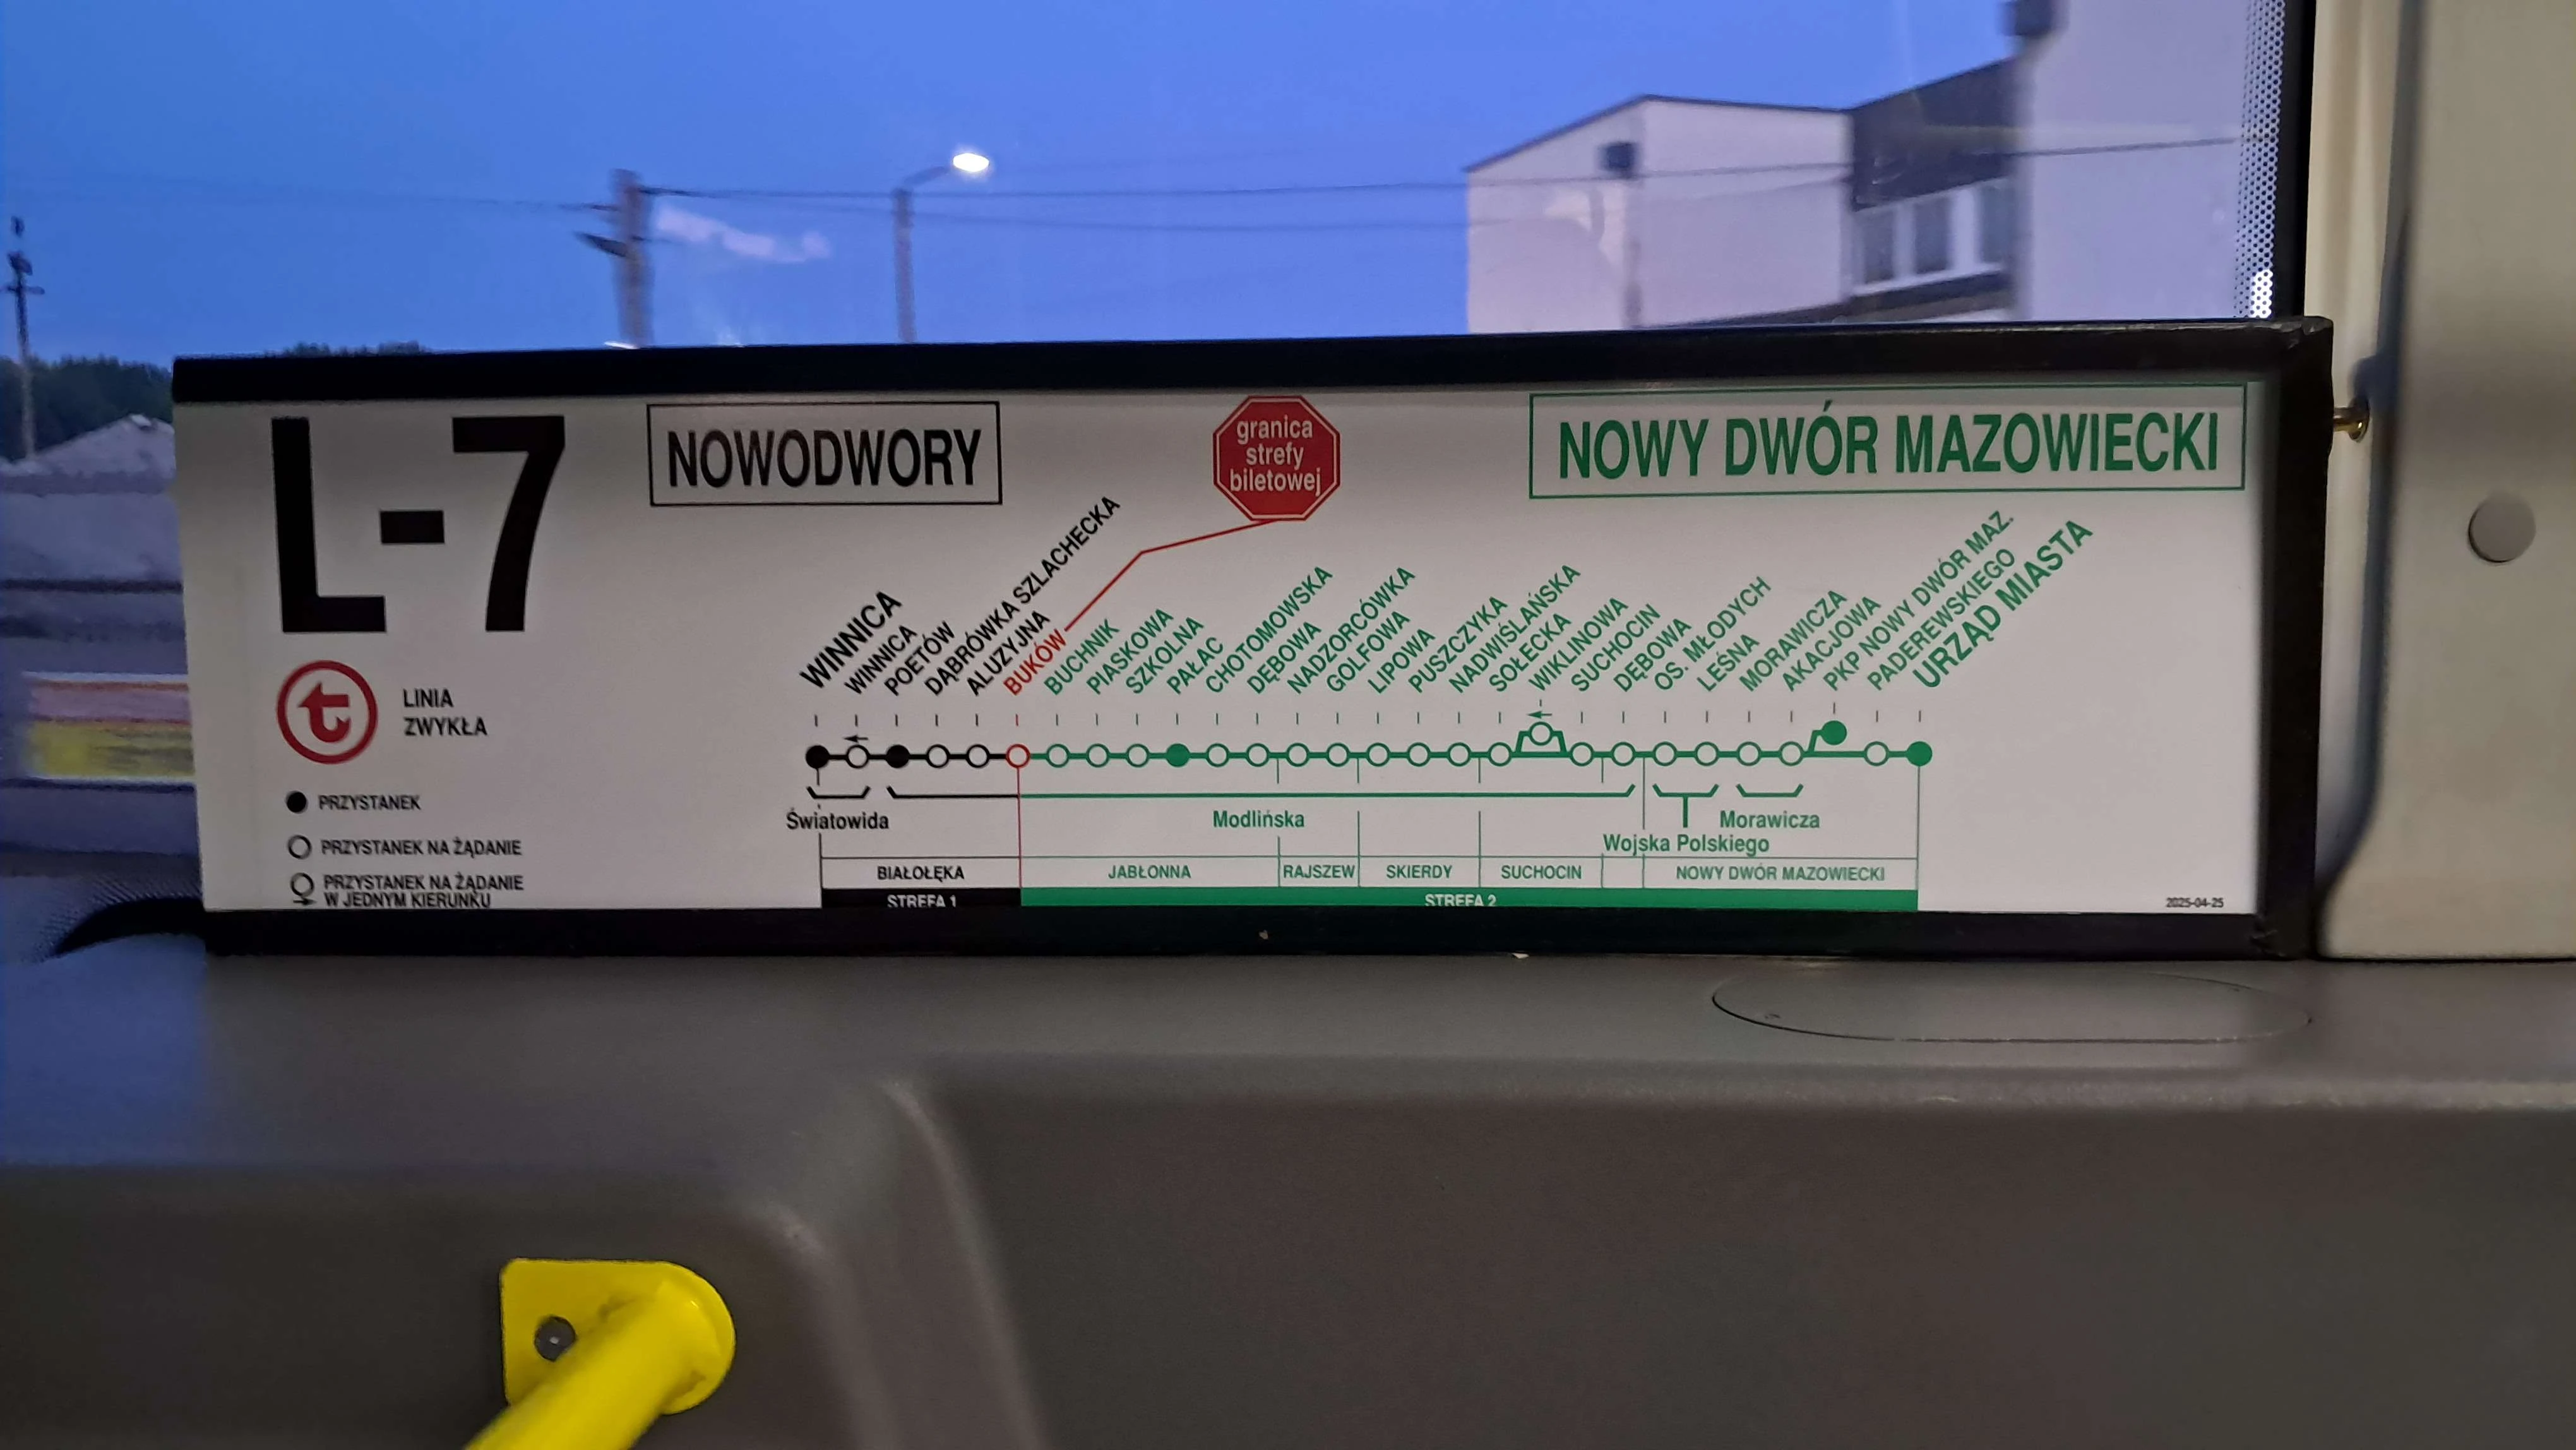 L-7
NOWODWORY
granica
strefy
biletowej
NOWY DWÓR MAZOWIECKI
LINIA
ZWYKŁA
PRZYSTANEK
PRZYSTANEK NA ŻĄDANIE
PRZYSTANEK NA ŻĄDANIE
W JEDNYM KIERUNKU
WINNICA
WINNICA
POETÓW
DĄBRÓWKA SZLACHECKA
ALUZYJNA
BUKÓW
BUCHNIK
PIASKOWA
SZKOLNA
PAŁAC
CHOTOMOWSKA
DĘBOWA
NADZORCÓWKA
GOLFOWA
LIPOWA
PUSZCZYKA
NADWIŚLAŃSKA
SOŁECKA
WIKLINOWA
SUCHOCIN
DĘBOWA
OS. MŁODYCH
LEŚNA
MORAWICZA
AKACJOWA
PKP NOWY DWÓR MAZ.
PADEREWSKIEGO
URZĄD MIASTA
Światowida
Modlińska
Wojska Polskiego
Morawicza
BIAŁOŁĘKA
JABŁONNA
RAJSZEW
SKIERDY
SUCHOCIN
NOWY DWÓR MAZOWIECKI
STREFA 1
STREFA 2
2025-04-25